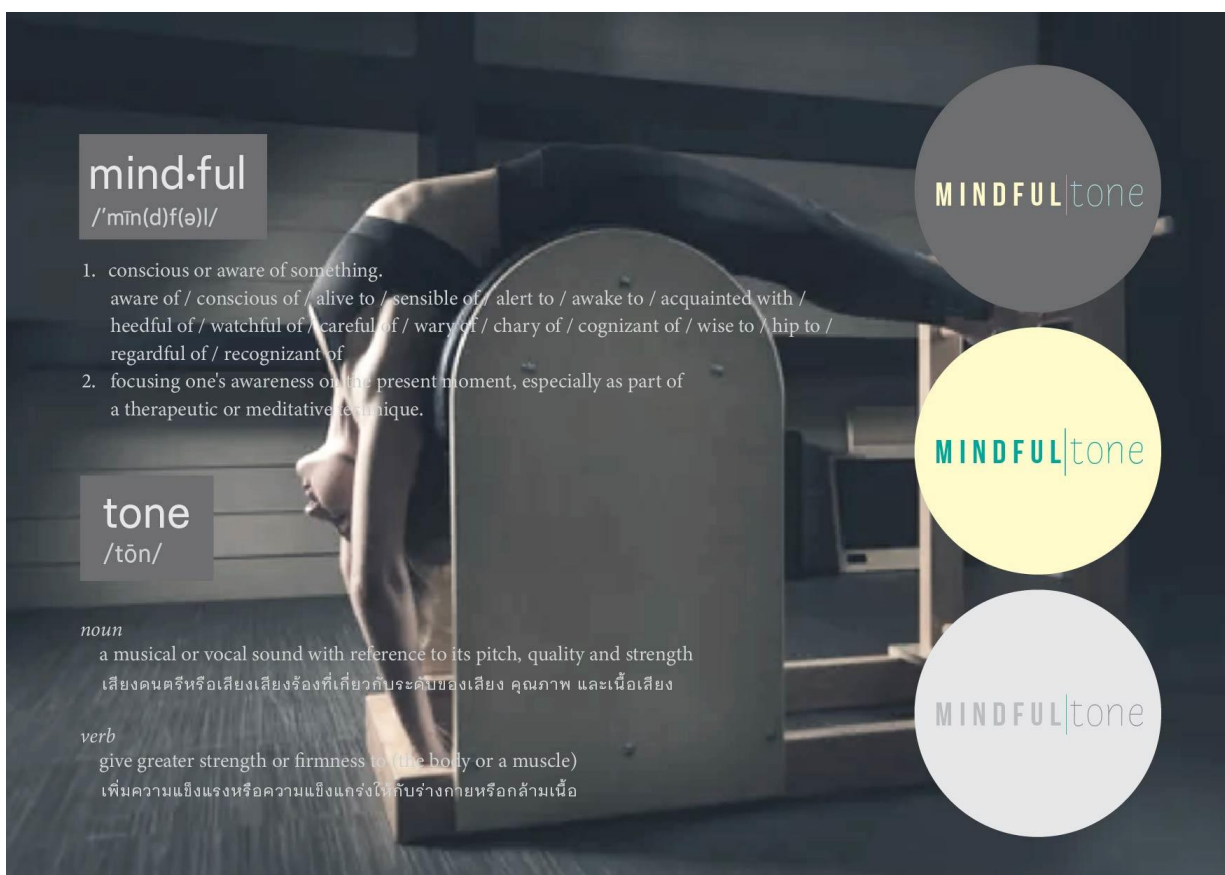 mind•ful
/'mīn(d)f(ə)l/
1. conscious or aware of something.
aware of / conscious of / alive to / sensible of / alert to / awake to / acquainted with /
heedful of / watchful of / careful of / wary of / chary of / cognizant of / wise to / hip to /
regardful of / recognizant of
2. focusing one's awareness on the present moment, especially as part of
a therapeutic or meditative technique.
tone
/tōn/
noun
a musical or vocal sound with reference to its pitch, quality and strength
เสียงดนตรีหรือเสียงเสียงร้องที่เกี่ยวกับระดับของเสียง คุณภาพ และเนื้อเสียง
verb
give greater strength or firmness to (the body or a muscle)
เพิ่มความแข็งแรงหรือความแข็งแกร่งให้กับร่างกายหรือกล้ามเนื้อ
MINDFUL|tone
MINDFUL|tone
MINDFUL|tone